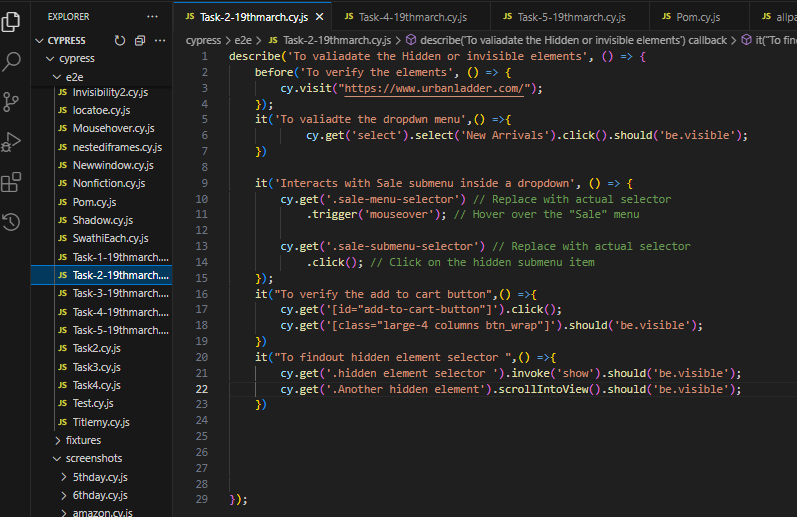 EXPLORER
CYPRESS
cypress
e2e
Invisibility2.cy.js
locatoe.cy.js
Mousehover.cy.js
nestediframes.cy.js
Newwindow.cy.js
Nonfiction.cy.js
Pom.cy.js
Shadow.cy.js
SwathiEach.cy.js
Task-1-19thmarch....
Task-2-19thmarch....
Task-3-19thmarch....
Task-4-19thmarch....
Task-5-19thmarch....
Task2.cy.js
Task3.cy.js
Task4.cy.js
Test.cy.js
Titlemy.cy.js
fixtures
screenshots
5thday.cy.js
6thday.cy.js
amazon.cy.js
JS Task-2-19thmarch.cy.js × JS Task-4-19thmarch.cy.js JS Task-5-19thmarch.cy.js JS Pom.cy.js JS allpa
cypress > e2e > JS Task-2-19thmarch.cy.js > describe('To valiadate the Hidden or invisible elements') callback > it("To fin
1 describe('To valiadate the Hidden or invisible elements', () => {
2 before('To verify the elements', () => {
3 cy.visit("https://www.urbanladder.com/");
4 });
5 it('To valiadte the dropdwn menu',() =>{
6 cy.get('select').select('New Arrivals').click().should('be.visible');
7 })
8
9 it('Interacts with Sale submenu inside a dropdown', () => {
10 cy.get('.sale-menu-selector') // Replace with actual selector
11 .trigger('mouseover'); // Hover over the "Sale" menu
12
13 cy.get('.sale-submenu-selector') // Replace with actual selector
14 .click(); // Click on the hidden submenu item
15 });
16 it("To verify the add to cart button",() =>{
17 cy.get('[id="add-to-cart-button"]').click();
18 cy.get('[class="large-4 columns btn_wrap"]').should('be.visible');
19 })
20 it("To findout hidden element selector ",() =>{
21 cy.get('.hidden element selector ').invoke('show').should('be.visible');
22 cy.get('.Another hidden element').scrollIntoView().should('be.visible');
23 })
24
25
26
27
28
29 });